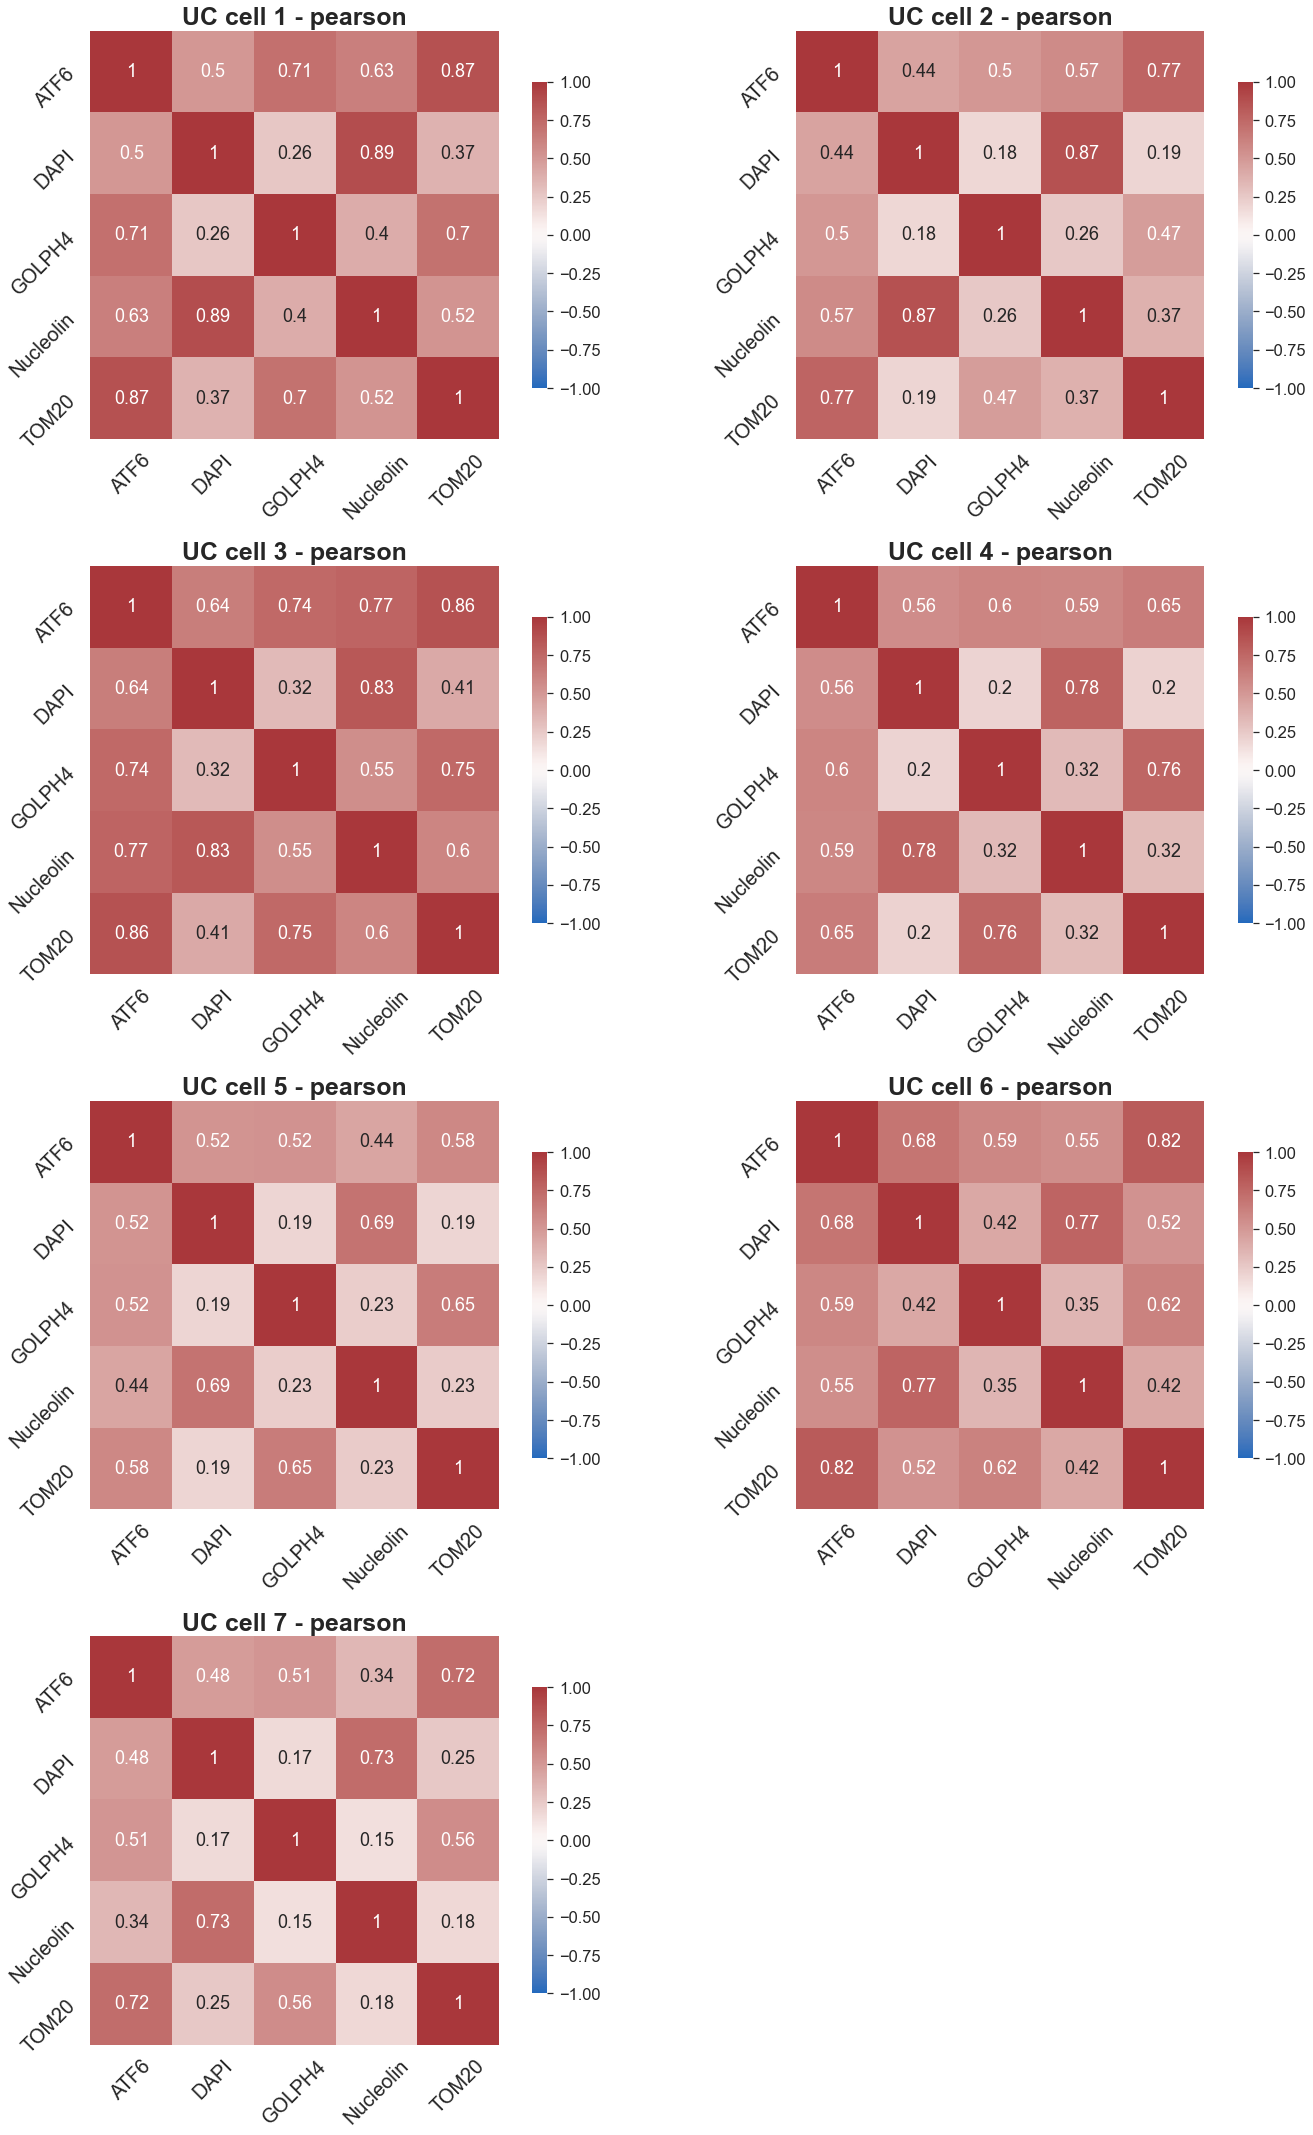 UC cell 1 - pearson
ATF6 1 0.5 0.71 0.63 0.87
DAPI 0.5 1 0.26 0.89 0.37
GOLPH4 0.71 0.26 1 0.4 0.7
Nucleolin 0.63 0.89 0.4 1 0.52
TOM20 0.87 0.37 0.7 0.52 1
ATF6 DAPI GOLPH4 Nucleolin TOM20
1.00
0.75
0.50
0.25
0.00
−0.25
−0.50
−0.75
−1.00
UC cell 2 - pearson
ATF6 1 0.44 0.5 0.57 0.77
DAPI 0.44 1 0.18 0.87 0.19
GOLPH4 0.5 0.18 1 0.26 0.47
Nucleolin 0.57 0.87 0.26 1 0.37
TOM20 0.77 0.19 0.47 0.37 1
ATF6 DAPI GOLPH4 Nucleolin TOM20
1.00
0.75
0.50
0.25
0.00
−0.25
−0.50
−0.75
−1.00
UC cell 3 - pearson
ATF6 1 0.64 0.74 0.77 0.86
DAPI 0.64 1 0.32 0.83 0.41
GOLPH4 0.74 0.32 1 0.55 0.75
Nucleolin 0.77 0.83 0.55 1 0.6
TOM20 0.86 0.41 0.75 0.6 1
ATF6 DAPI GOLPH4 Nucleolin TOM20
1.00
0.75
0.50
0.25
0.00
−0.25
−0.50
−0.75
−1.00
UC cell 4 - pearson
ATF6 1 0.56 0.6 0.59 0.65
DAPI 0.56 1 0.2 0.78 0.2
GOLPH4 0.6 0.2 1 0.32 0.76
Nucleolin 0.59 0.78 0.32 1 0.32
TOM20 0.65 0.2 0.76 0.32 1
ATF6 DAPI GOLPH4 Nucleolin TOM20
1.00
0.75
0.50
0.25
0.00
−0.25
−0.50
−0.75
−1.00
UC cell 5 - pearson
ATF6 1 0.52 0.52 0.44 0.58
DAPI 0.52 1 0.19 0.69 0.19
GOLPH4 0.52 0.19 1 0.23 0.65
Nucleolin 0.44 0.69 0.23 1 0.23
TOM20 0.58 0.19 0.65 0.23 1
ATF6 DAPI GOLPH4 Nucleolin TOM20
1.00
0.75
0.50
0.25
0.00
−0.25
−0.50
−0.75
−1.00
UC cell 6 - pearson
ATF6 1 0.68 0.59 0.55 0.82
DAPI 0.68 1 0.42 0.77 0.52
GOLPH4 0.59 0.42 1 0.35 0.62
Nucleolin 0.55 0.77 0.35 1 0.42
TOM20 0.82 0.52 0.62 0.42 1
ATF6 DAPI GOLPH4 Nucleolin TOM20
1.00
0.75
0.50
0.25
0.00
−0.25
−0.50
−0.75
−1.00
UC cell 7 - pearson
ATF6 1 0.48 0.51 0.34 0.72
DAPI 0.48 1 0.17 0.73 0.25
GOLPH4 0.51 0.17 1 0.15 0.56
Nucleolin 0.34 0.73 0.15 1 0.18
TOM20 0.72 0.25 0.56 0.18 1
ATF6 DAPI GOLPH4 Nucleolin TOM20
1.00
0.75
0.50
0.25
0.00
−0.25
−0.50
−0.75
−1.00